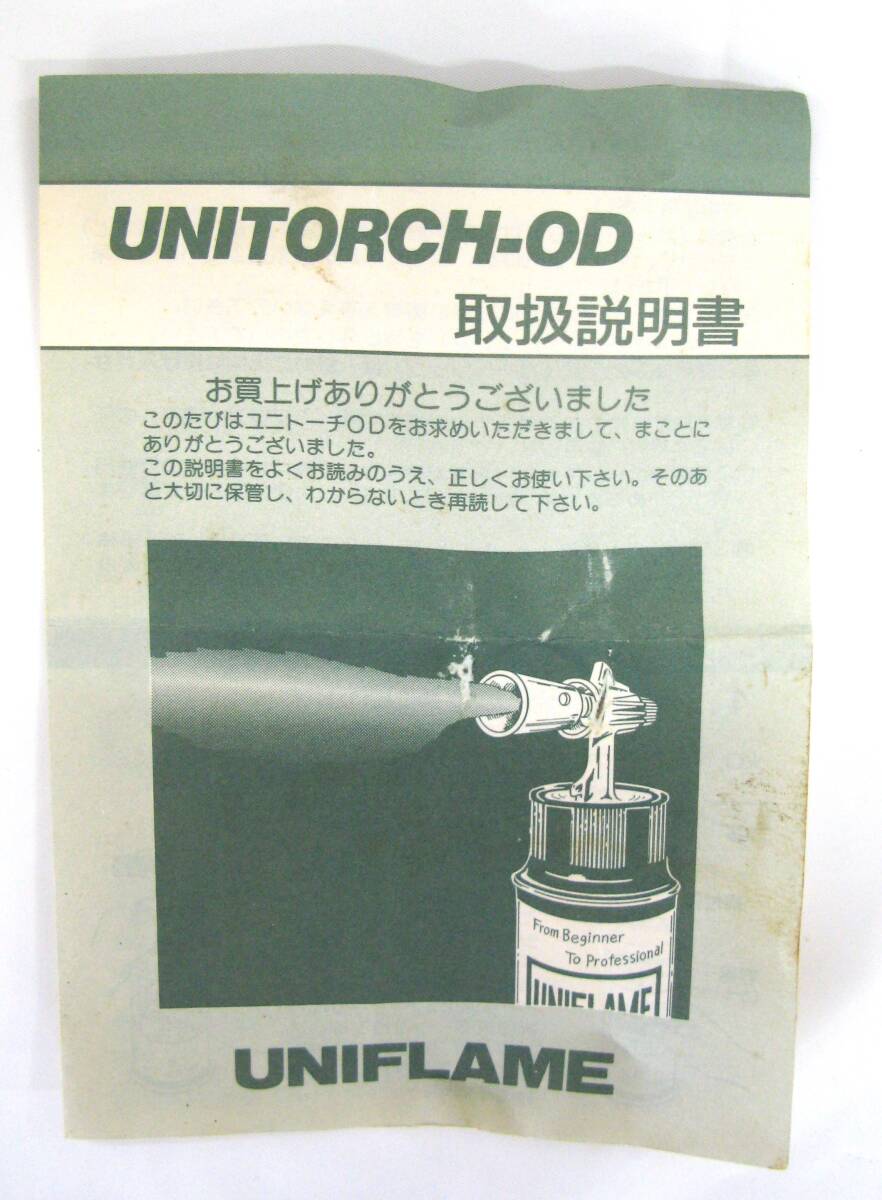 UNITORCH-OD
取扱説明書
お買上げありがとうございました
このたびはユニトーチODをお求めいただきまして、まことに
ありがとうございました。
この説明書をよくお読みのうえ、正しくお使い下さい。そのあ
と大切に保管し、わからないとき再読して下さい。
From Beginner
To Professional
UNIFLAME
UNIFLAME